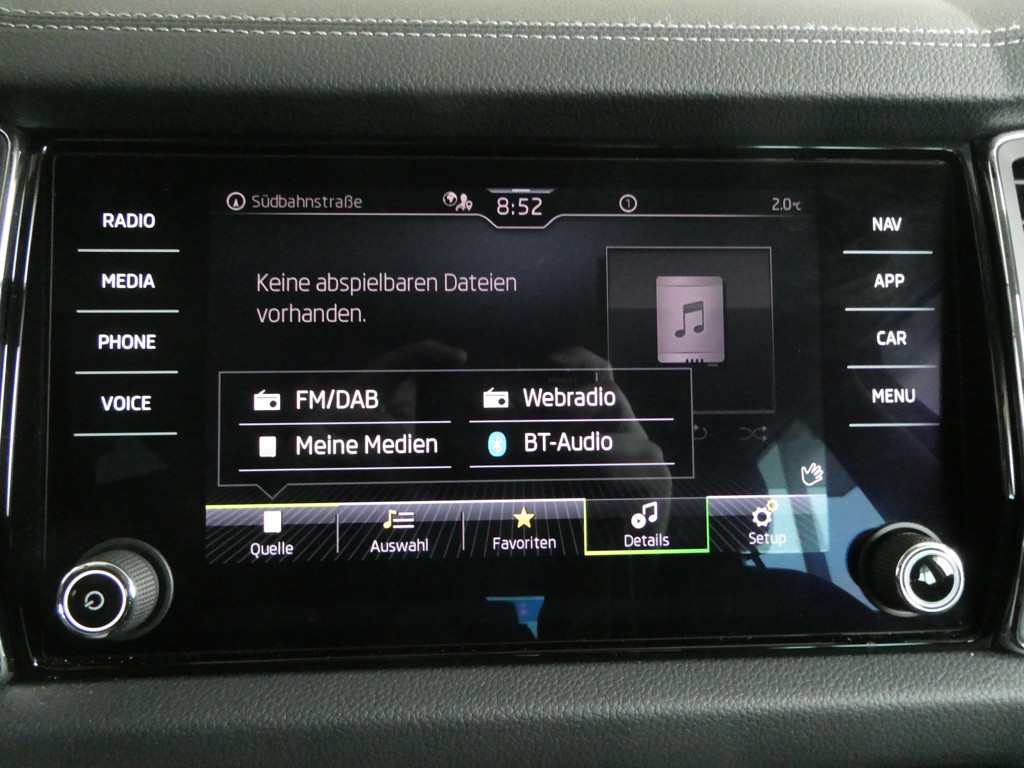 Südbahnstraße
8:52
1
2.0°C
RADIO
MEDIA
PHONE
VOICE
Keine abspielbaren Dateien
vorhanden.
FM/DAB
Webradio
Meine Medien
BT-Audio
Quelle
Auswahl
Favoriten
Details
Setup
NAV
APP
CAR
MENU